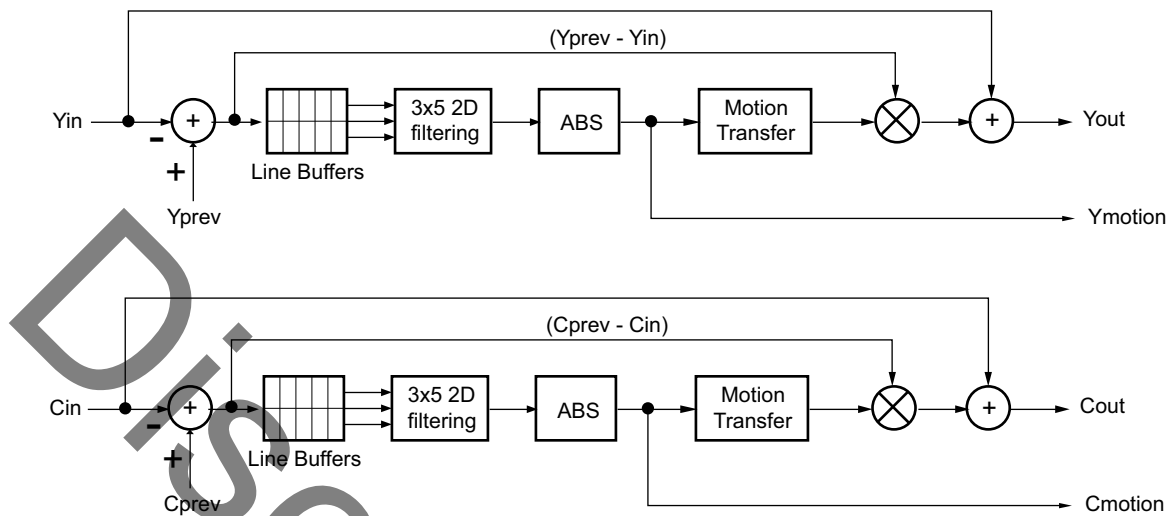 (Yprev - Yin)
Yin
-
+
+
Yprev
Line Buffers
3x5 2D
filtering
ABS
Motion
Transfer
+
Yout
Ymotion
(Cprev - Cin)
Cin
-
+
+
Cprev
Line Buffers
3x5 2D
filtering
ABS
Motion
Transfer
+
Cout
Cmotion
Dis